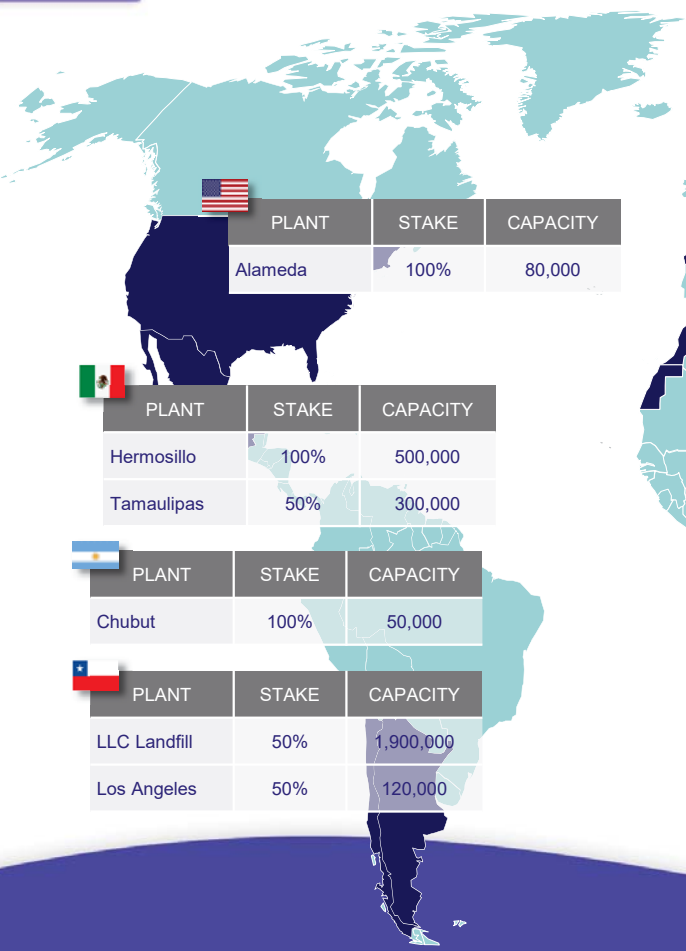 PLANT STAKE CAPACITY
Alameda 100% 80,000
PLANT STAKE CAPACITY
Hermosillo 100% 500,000
Tamaulipas 50% 300,000
PLANT STAKE CAPACITY
Chubut 100% 50,000
PLANT STAKE CAPACITY
LLC Landfill 50% 1,900,000
Los Angeles 50% 120,000